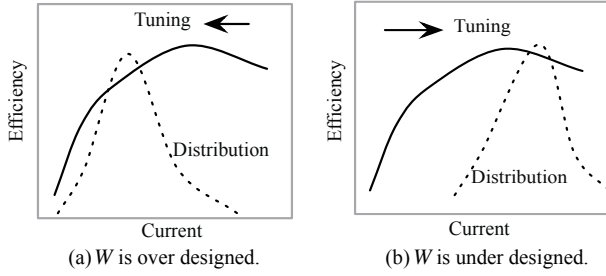 Tuning
Efficiency
Distribution
Current
(a) W is over designed.
Tuning
Efficiency
Distribution
Current
(b) W is under designed.